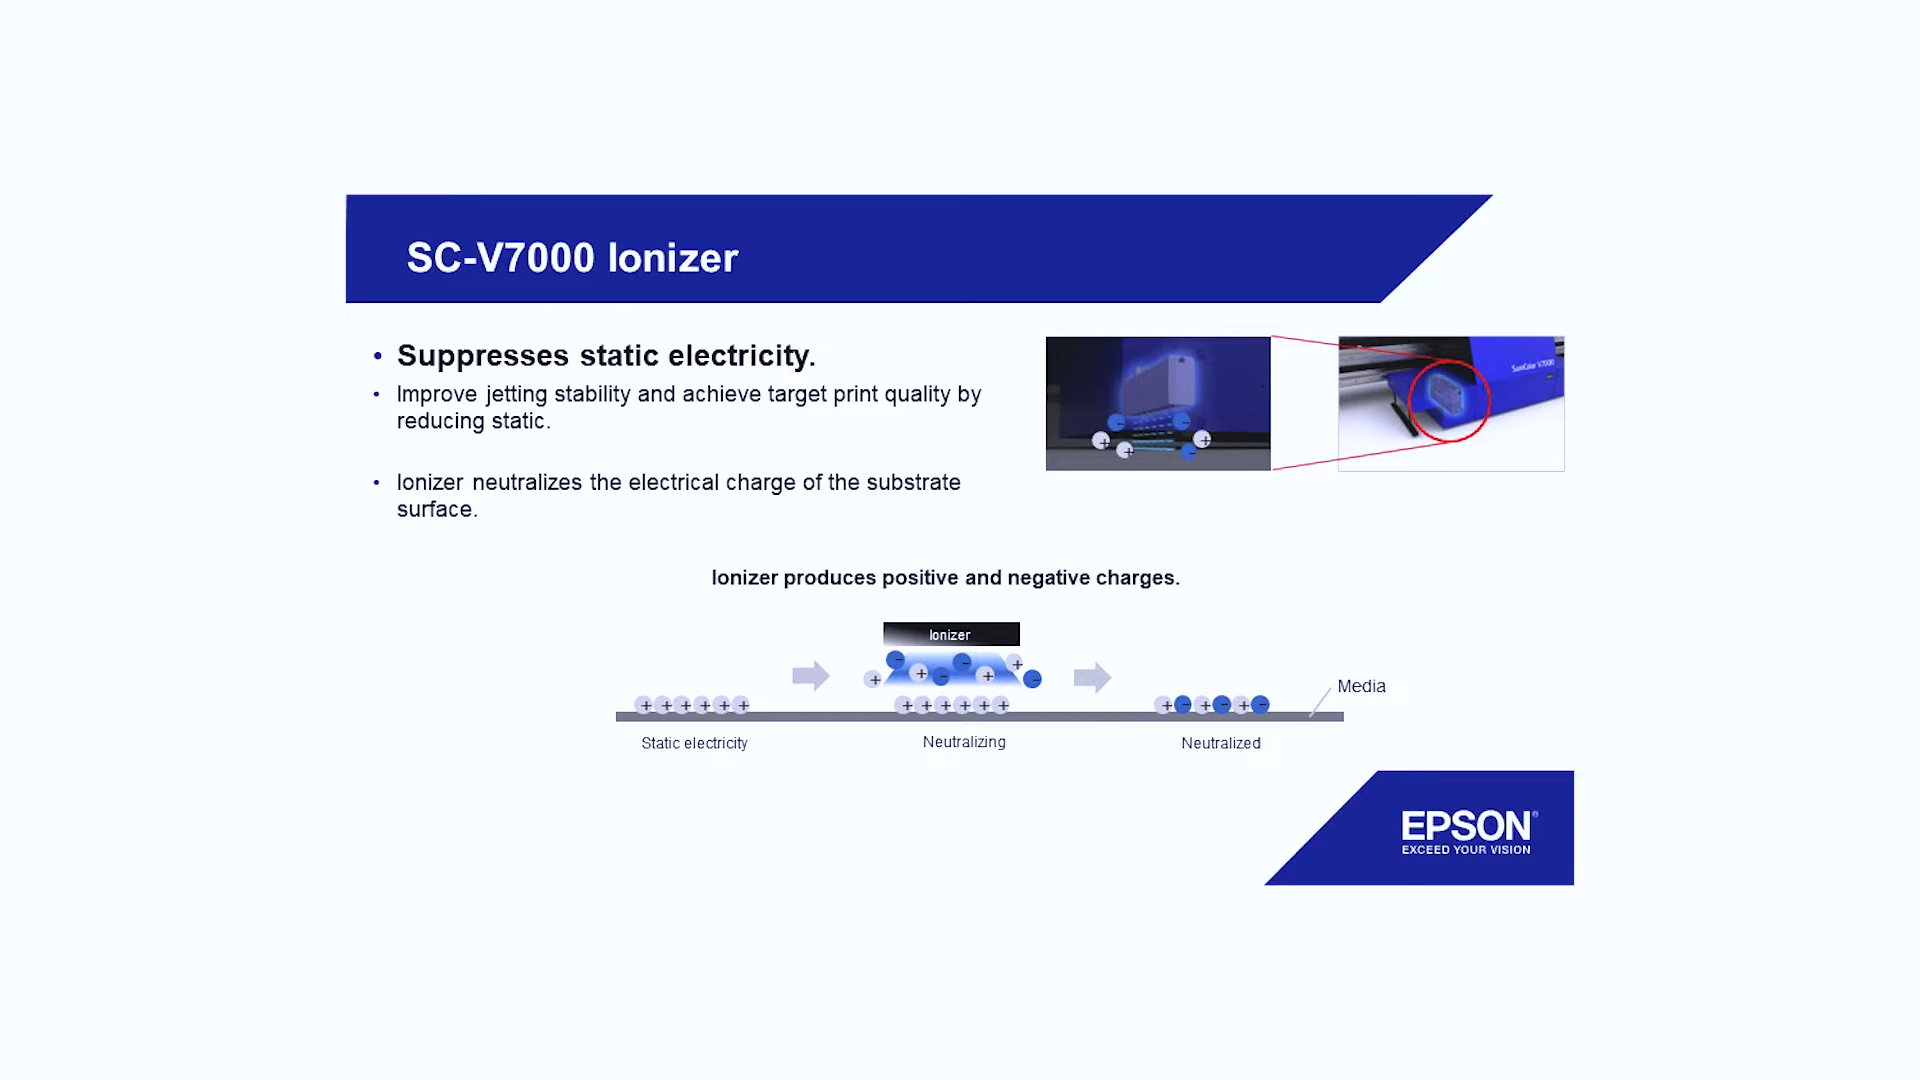 SC-V7000 Ionizer
• Suppresses static electricity.
• Improve jetting stability and achieve target print quality by
reducing static.
• Ionizer neutralizes the electrical charge of the substrate
surface.
SureColor V7000
Ionizer produces positive and negative charges.
Ionizer
Media
Static electricity
Neutralizing
Neutralized
EPSON®
EXCEED YOUR VISION